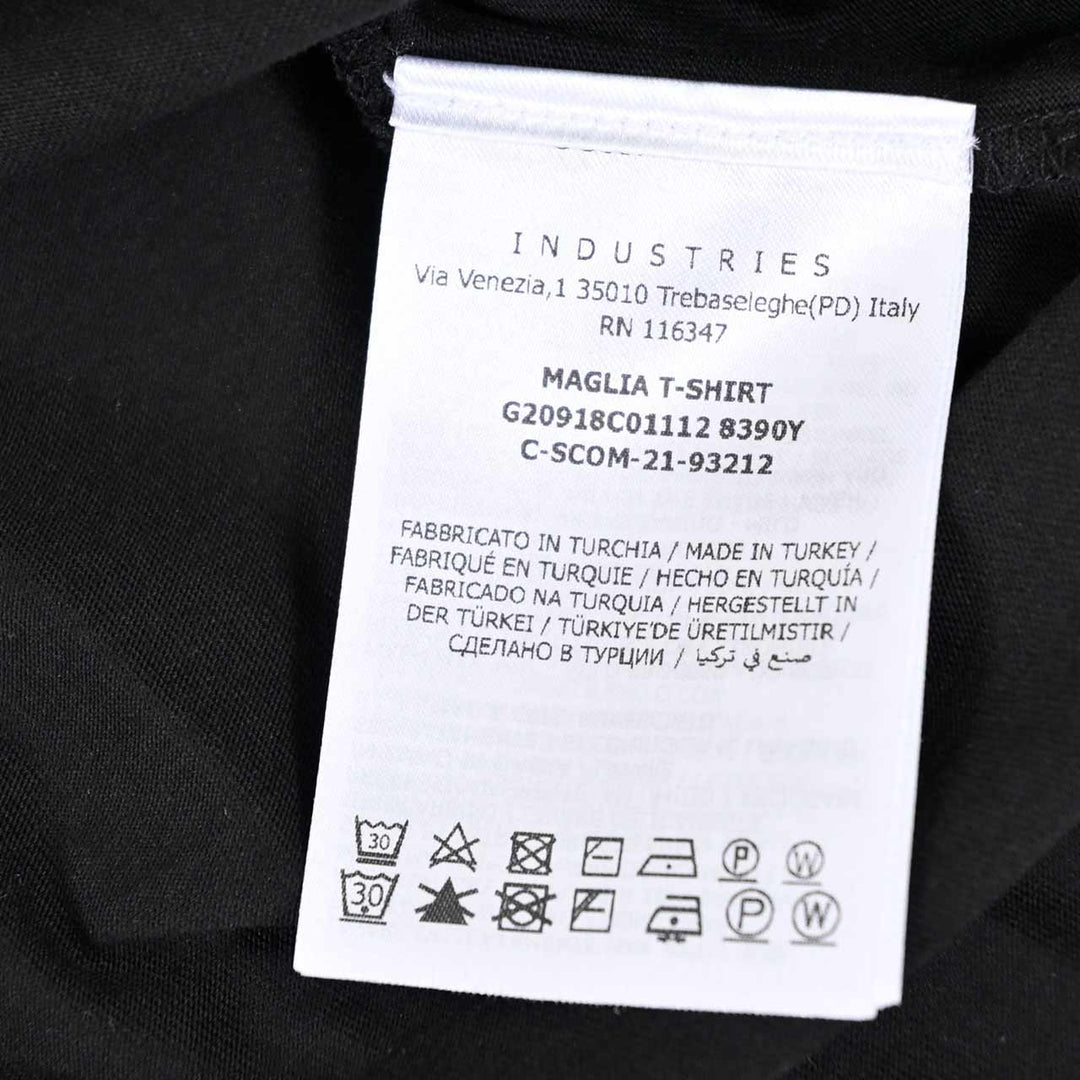 INDUSTRIES
Via Venezia,1 35010 Trebaseleghe(PD) Italy
RN 116347
MAGLIA T-SHIRT
G20918C01112 8390Y
C-SCOM-21-93212
FABBRICATO IN TURCHIA / MADE IN TURKEY /
FABRIQUÉ EN TURQUIE / HECHO EN TURQUÍA /
FABRICADO NA TURQUIA / HERGESTELLT IN
DER TÜRKEI / TÜRKIYE'DE ÜRETILMISTIR /
СДЕЛАНО В ТУРЦИИ / صنع في تركيا
30 P W
30 P W